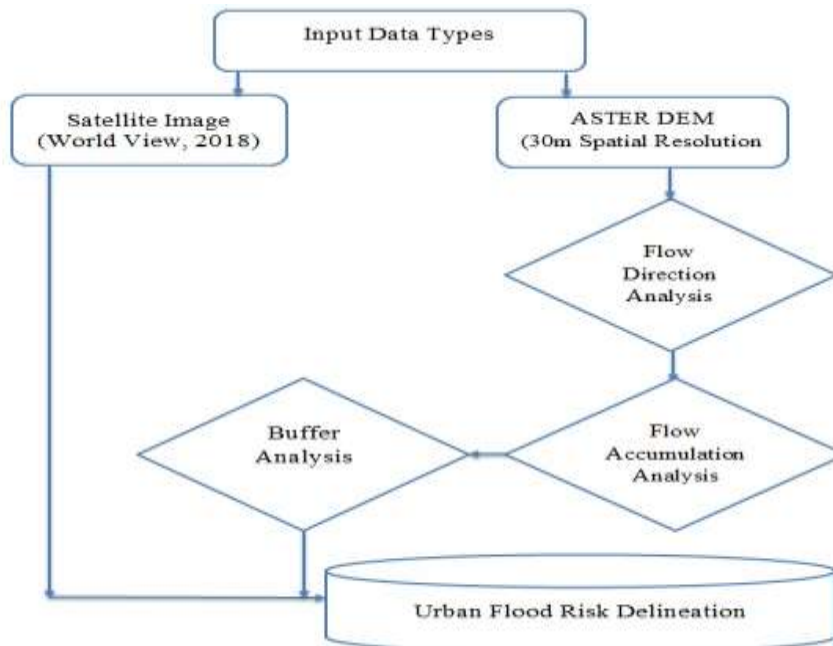 Input Data Types
Satellite Image
(World View, 2018)
ASTER DEM
(30m Spatial Resolution
Flow
Direction
Analysis
Buffer
Analysis
Flow
Accumulation
Analysis
Urban Flood Risk Delineation